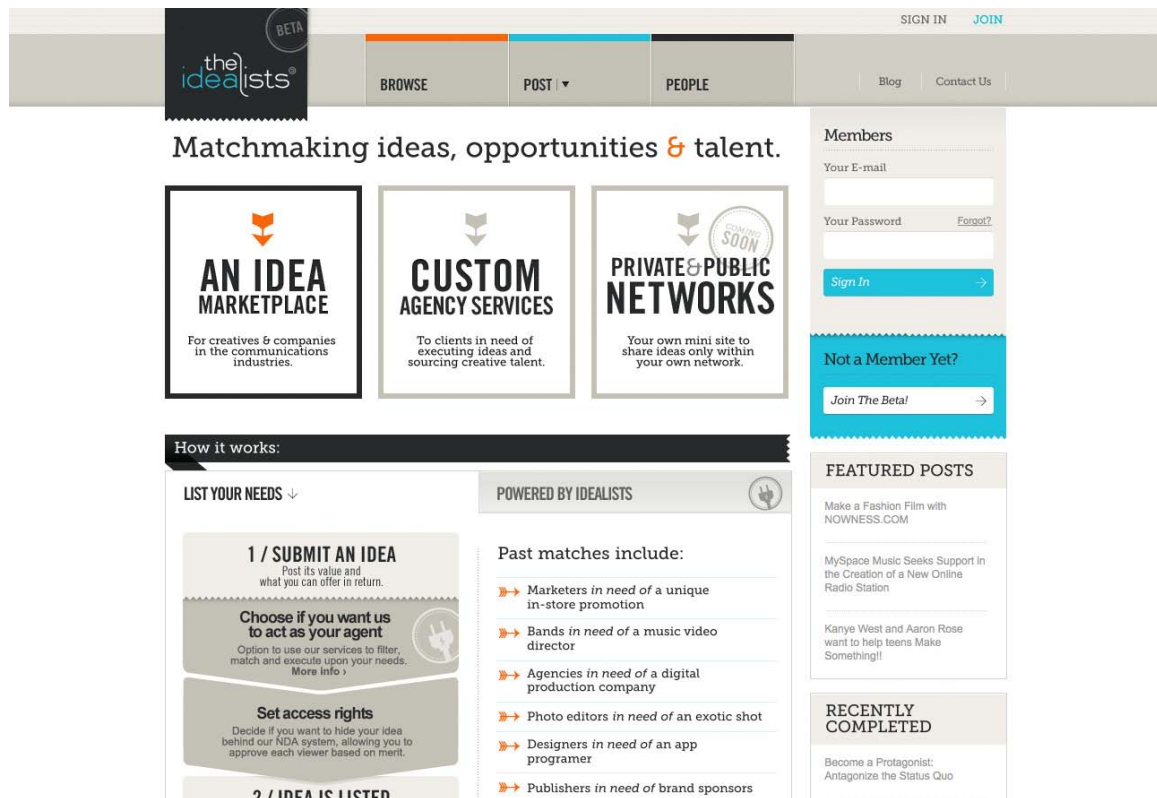 SIGN IN JOIN
BETA
the
idealists®
BROWSE
POST | ▼
PEOPLE
Blog
Contact Us
Matchmaking ideas, opportunities & talent.
AN IDEA
MARKETPLACE
For creatives & companies
in the communications
industries.
CUSTOM
AGENCY SERVICES
To clients in need of
executing ideas and
sourcing creative talent.
COMING
SOON
PRIVATE&PUBLIC
NETWORKS
Your own mini site to
share ideas only within
your own network.
Members
Your E-mail
Your Password Forgot?
Sign In →
Not a Member Yet?
Join The Beta! →
How it works:
LIST YOUR NEEDS ↓
POWERED BY IDEALISTS
1 / SUBMIT AN IDEA
Post its value and
what you can offer in return.
Choose if you want us
to act as your agent
Option to use our services to filter,
match and execute upon your needs.
More info ›
Set access rights
Decide if you want to hide your idea
behind our NDA system, allowing you to
approve each viewer based on merit.
2 / IDEA IS LISTED
Past matches include:
Marketers in need of a unique
in-store promotion
Bands in need of a music video
director
Agencies in need of a digital
production company
Photo editors in need of an exotic shot
Designers in need of an app
programer
Publishers in need of brand sponsors
FEATURED POSTS
Make a Fashion Film with
NOWNESS.COM
MySpace Music Seeks Support in
the Creation of a New Online
Radio Station
Kanye West and Aaron Rose
want to help teens Make
Something!!
RECENTLY
COMPLETED
Become a Protagonist:
Antagonize the Status Quo